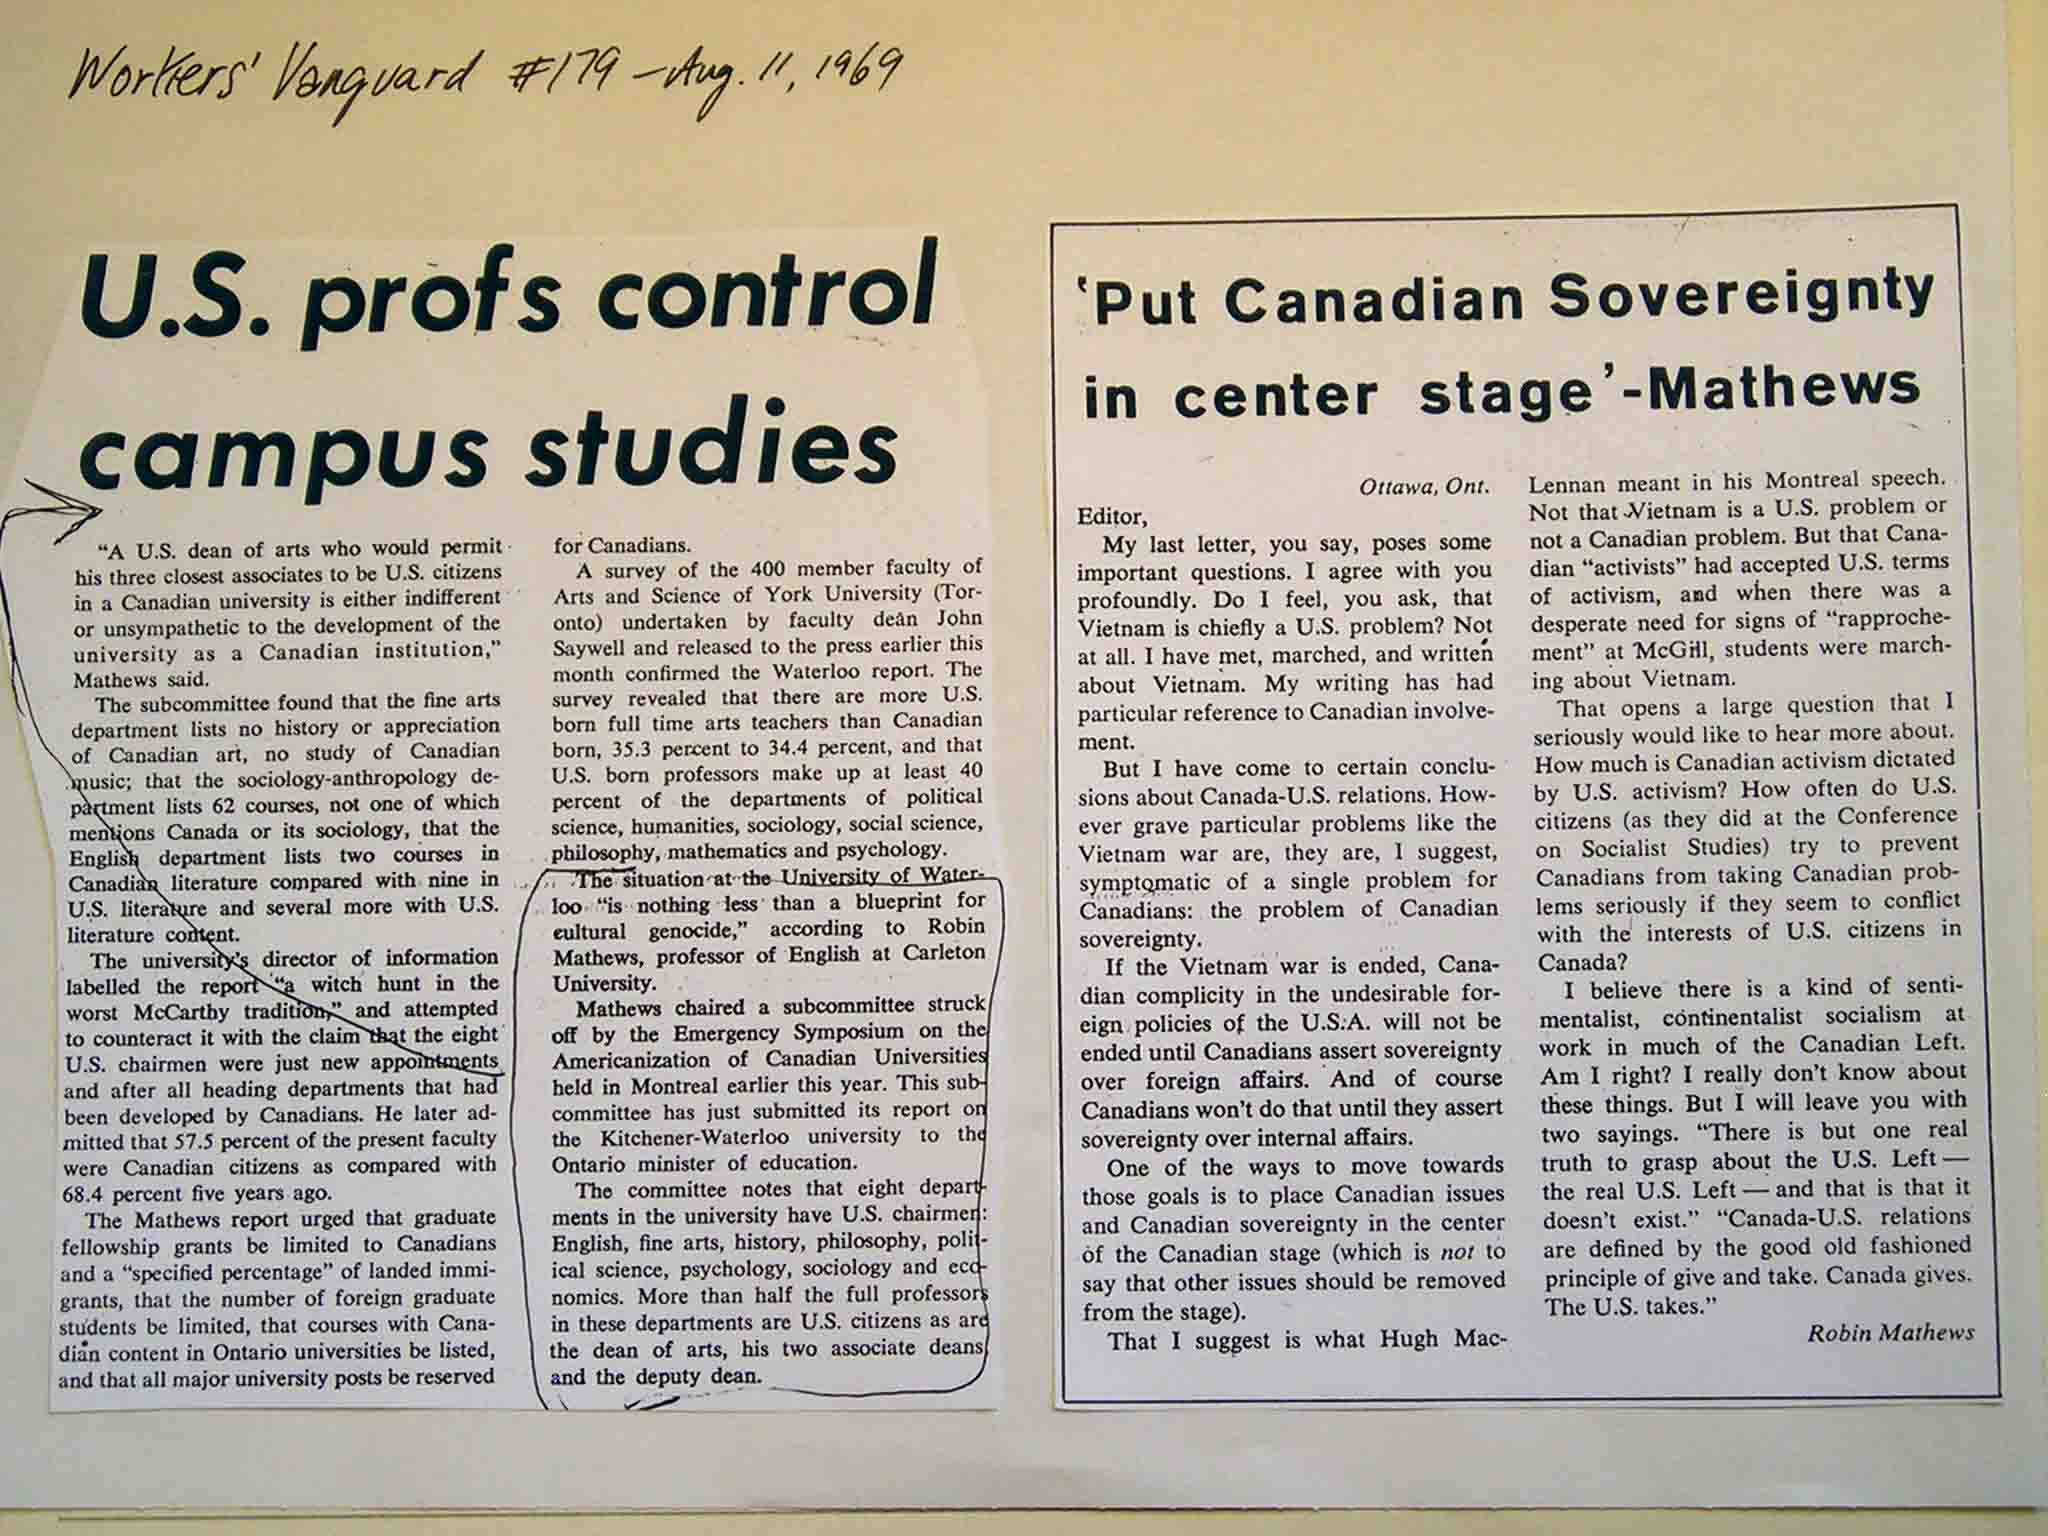 Workers' Vanguard #179 – Aug. 11, 1969
U.S. profs control
campus studies
"A U.S. dean of arts who would permit
his three closest associates to be U.S. citizens
in a Canadian university is either indifferent
or unsympathetic to the development of the
university as a Canadian institution,"
Mathews said.
The subcommittee found that the fine arts
department lists no history or appreciation
of Canadian art, no study of Canadian
music; that the sociology-anthropology de-
partment lists 62 courses, not one of which
mentions Canada or its sociology, that the
English department lists two courses in
Canadian literature compared with nine in
U.S. literature and several more with U.S.
literature content.
The university's director of information
labelled the report "a witch hunt in the
worst McCarthy tradition," and attempted
to counteract it with the claim that the eight
U.S. chairmen were just new appointments
and after all heading departments that had
been developed by Canadians. He later ad-
mitted that 57.5 percent of the present faculty
were Canadian citizens as compared with
68.4 percent five years ago.
The Mathews report urged that graduate
fellowship grants be limited to Canadians
and a "specified percentage" of landed immi-
grants, that the number of foreign graduate
students be limited, that courses with Cana-
dian content in Ontario universities be listed,
and that all major university posts be reserved
for Canadians.
A survey of the 400 member faculty of
Arts and Science of York University (Tor-
onto) undertaken by faculty dean John
Saywell and released to the press earlier this
month confirmed the Waterloo report. The
survey revealed that there are more U.S.
born full time arts teachers than Canadian
born, 35.3 percent to 34.4 percent, and that
U.S. born professors make up at least 40
percent of the departments of political
science, humanities, sociology, social science,
philosophy, mathematics and psychology.
The situation at the University of Water-
loo "is nothing less than a blueprint for
cultural genocide," according to Robin
Mathews, professor of English at Carleton
University.
Mathews chaired a subcommittee struck
off by the Emergency Symposium on the
Americanization of Canadian Universities
held in Montreal earlier this year. This sub-
committee has just submitted its report on
the Kitchener-Waterloo university to the
Ontario minister of education.
The committee notes that eight depart-
ments in the university have U.S. chairmen:
English, fine arts, history, philosophy, polit-
ical science, psychology, sociology and eco-
nomics. More than half the full professors
in these departments are U.S. citizens as are
the dean of arts, his two associate deans
and the deputy dean.
'Put Canadian Sovereignty
in center stage'-Mathews
Ottawa, Ont.
Editor,
My last letter, you say, poses some
important questions. I agree with you
profoundly. Do I feel, you ask, that
Vietnam is chiefly a U.S. problem? Not
at all. I have met, marched, and written
about Vietnam. My writing has had
particular reference to Canadian involve-
ment.
But I have come to certain conclu-
sions about Canada-U.S. relations. How-
ever grave particular problems like the
Vietnam war are, they are, I suggest,
symptomatic of a single problem for
Canadians: the problem of Canadian
sovereignty.
If the Vietnam war is ended, Cana-
dian complicity in the undesirable for-
eign policies of the U.S.A. will not be
ended until Canadians assert sovereignty
over foreign affairs. And of course
Canadians won't do that until they assert
sovereignty over internal affairs.
One of the ways to move towards
those goals is to place Canadian issues
and Canadian sovereignty in the center
of the Canadian stage (which is not to
say that other issues should be removed
from the stage).
That I suggest is what Hugh Mac-
Lennan meant in his Montreal speech.
Not that Vietnam is a U.S. problem or
not a Canadian problem. But that Cana-
dian "activists" had accepted U.S. terms
of activism, and when there was a
desperate need for signs of "rapproche-
ment" at McGill, students were march-
ing about Vietnam.
That opens a large question that I
seriously would like to hear more about.
How much is Canadian activism dictated
by U.S. activism? How often do U.S.
citizens (as they did at the Conference
on Socialist Studies) try to prevent
Canadians from taking Canadian prob-
lems seriously if they seem to conflict
with the interests of U.S. citizens in
Canada?
I believe there is a kind of senti-
mentalist, continentalist socialism at
work in much of the Canadian Left.
Am I right? I really don't know about
these things. But I will leave you with
two sayings. "There is but one real
truth to grasp about the U.S. Left —
the real U.S. Left — and that is that it
doesn't exist." "Canada-U.S. relations
are defined by the good old fashioned
principle of give and take. Canada gives.
The U.S. takes."
Robin Mathews